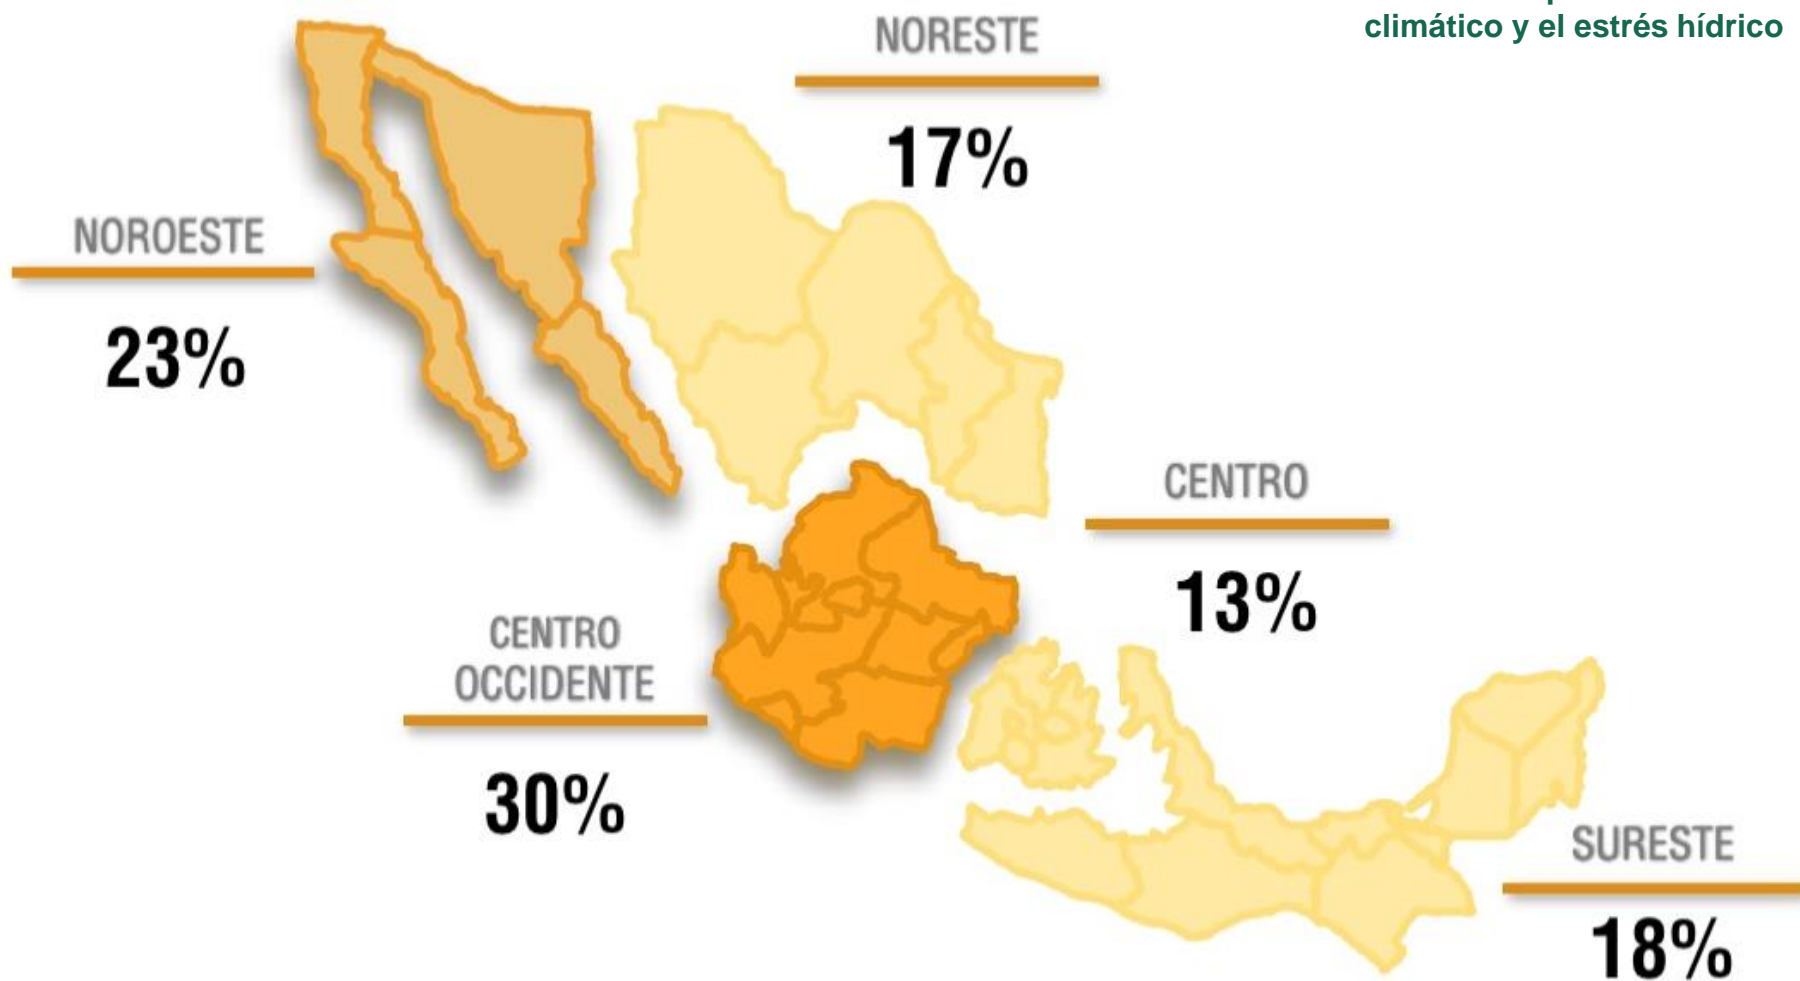 climático y el estrés hídrico
NORESTE
17%
NOROESTE
23%
CENTRO
13%
CENTRO
OCCIDENTE
30%
SURESTE
18%